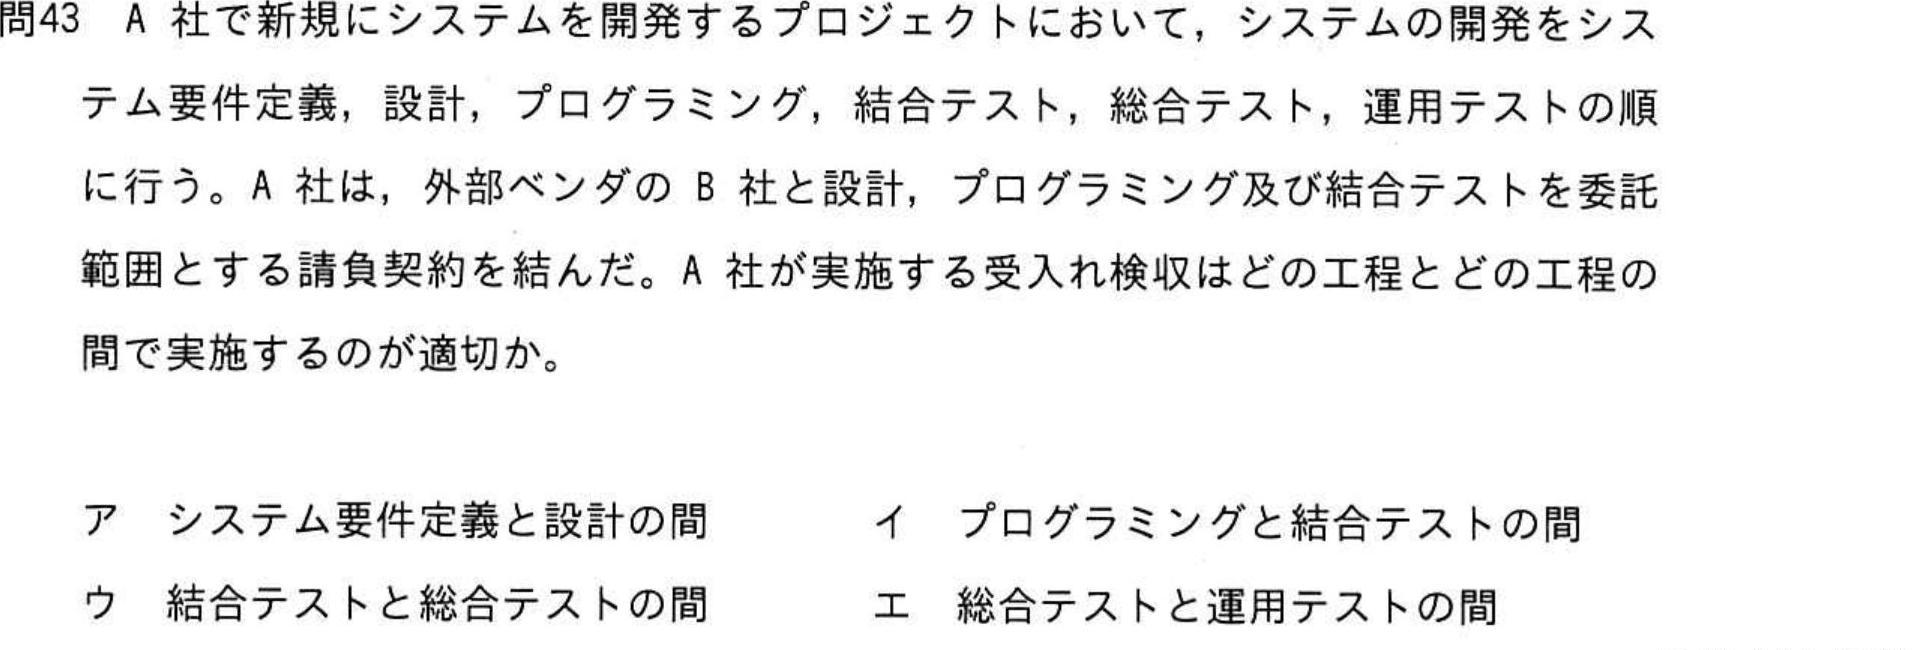 問43 A 社で新規にシステムを開発するプロジェクトにおいて，システムの開発をシス
テム要件定義，設計，プログラミング，結合テスト，総合テスト，運用テストの順
に行う。A 社は，外部ベンダの B 社と設計，プログラミング及び結合テストを委託
範囲とする請負契約を結んだ。A 社が実施する受入れ検収はどの工程とどの工程の
間で実施するのが適切か。
ア システム要件定義と設計の間 イ プログラミングと結合テストの間
ウ 結合テストと総合テストの間 エ 総合テストと運用テストの間